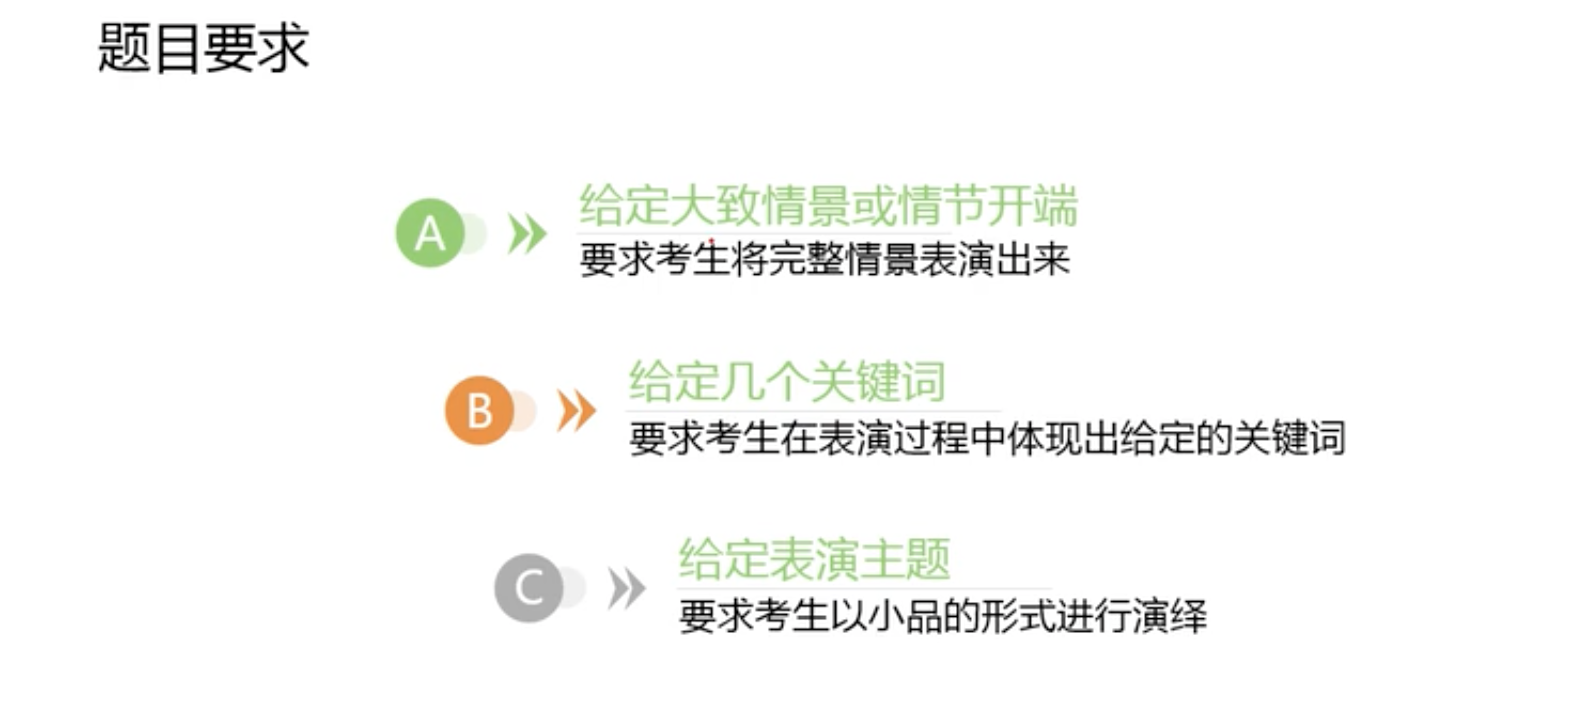 题目要求
A
给定大致情景或情节开端
要求考生将完整情景表演出来
B
给定几个关键词
要求考生在表演过程中体现出给定的关键词
C
给定表演主题
要求考生以小品的形式进行演绎